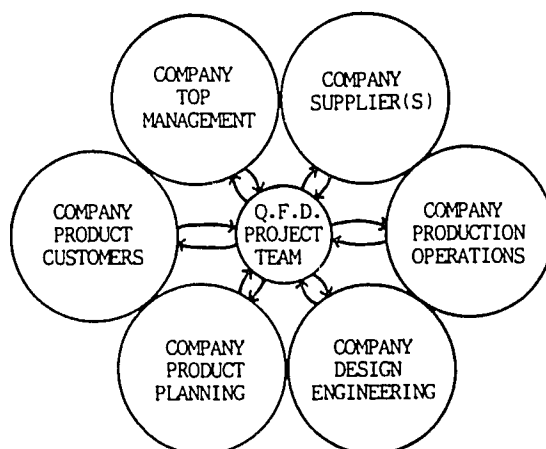 COMPANY
TOP
MANAGEMENT
COMPANY
SUPPLIER(S)
COMPANY
PRODUCT
CUSTOMERS
Q.F.D.
PROJECT
TEAM
COMPANY
PRODUCTION
OPERATIONS
COMPANY
PRODUCT
PLANNING
COMPANY
DESIGN
ENGINEERING